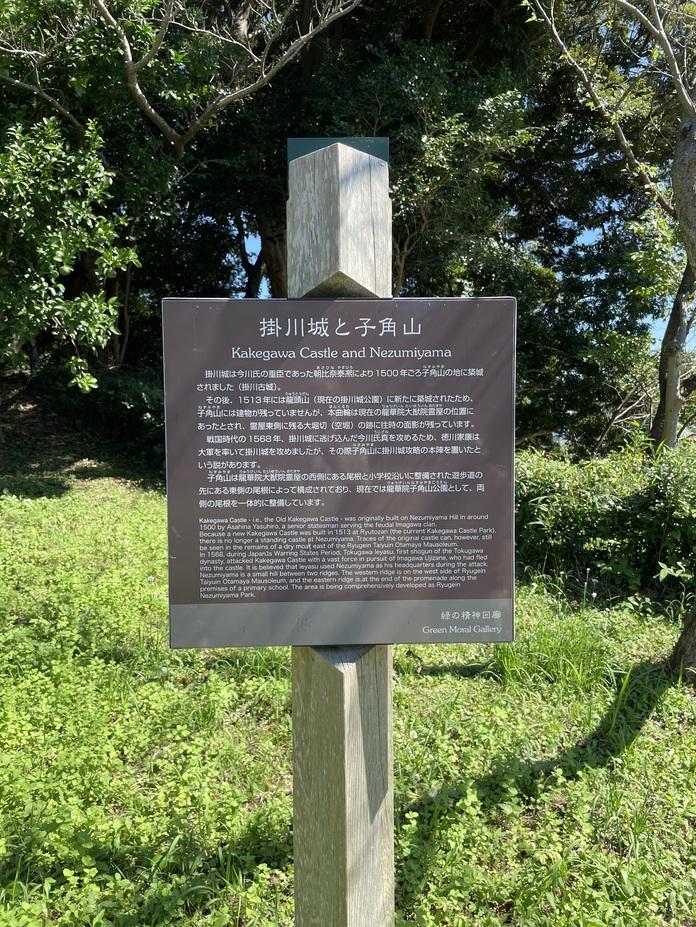 掛川城と子角山
Kakegawa Castle and Nezumiyama
掛川城は今川氏の重臣であった朝比奈泰熈により1500年ごろ子角山の地に築城
されました（掛川古城）。
その後、1513年には龍頭山（現在の掛川城公園）に新たに築城されたため、
子角山には建物が残っていませんが、本曲輪は現在の龍華院大猷院霊屋の位置に
あったとされ、霊屋東側に残る大堀切（空堀）の跡に往時の面影が残っています。
戦国時代の1568年、掛川城に逃げ込んだ今川氏真を攻めるため、徳川家康は
大軍を率いて掛川城を攻めましたが、その際子角山に掛川城攻略の本陣を置いたと
いう説があります。
子角山は龍華院大猷院霊屋の西側にある尾根と小学校沿いに整備された遊歩道の
先にある東側の尾根によって構成されており、現在では龍華院子角山公園として、両
側の尾根を一体的に整備しています。
Kakegawa Castle - i.e., the Old Kakegawa Castle - was originally built on Nezumiyama Hill in around
1500 by Asahina Yasuhiro, a senior statesman serving the feudal Imagawa clan.
Because a new Kakegawa Castle was built in 1513 at Ryutozan (the current Kakegawa Castle Park),
there is no longer a standing castle at Nezumiyama. Traces of the original castle can, however, still
be seen in the remains of a dry moat east of the Ryugein Taiyuin Otamaya Mausoleum.
In 1568, during Japan's Warring States Period, Tokugawa Ieyasu, first shogun of the Tokugawa
dynasty, attacked Kakegawa Castle with a vast force in pursuit of Imagawa Ujizane, who had fled
into the castle. It is believed that Ieyasu used Nezumiyama as his headquarters during the attack.
Nezumiyama is a small hill between two ridges. The western ridge is on the west side of Ryugein
Taiyuin Otamaya Mausoleum, and the eastern ridge is at the end of the promenade along the
premises of a primary school. The area is being comprehensively developed as Ryugein
Nezumiyama Park.
緑の精神回廊
Green Moral Gallery